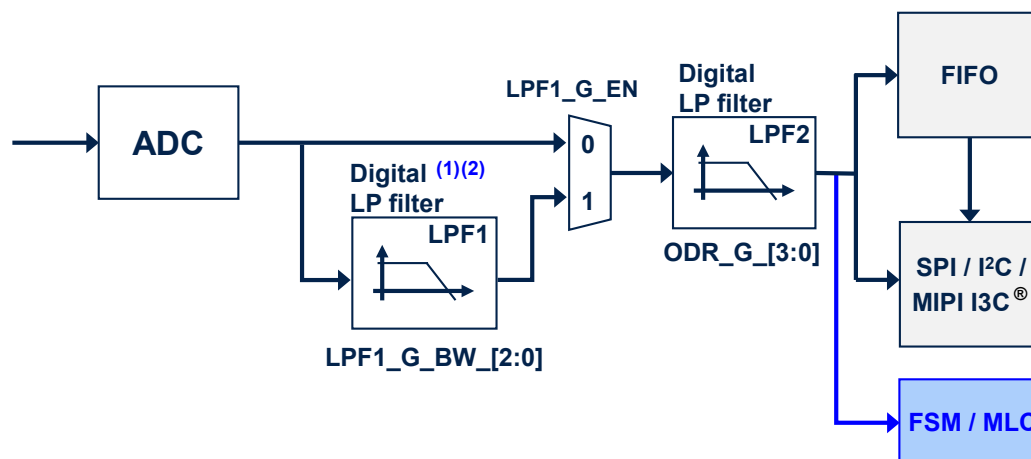 ADC
LPF1_G_EN
0
1
Digital (1)(2)
LP filter
LPF1
LPF1_G_BW_[2:0]
Digital
LP filter
LPF2
ODR_G_[3:0]
FIFO
SPI / I²C /
MIPI I3C®
FSM / MLC